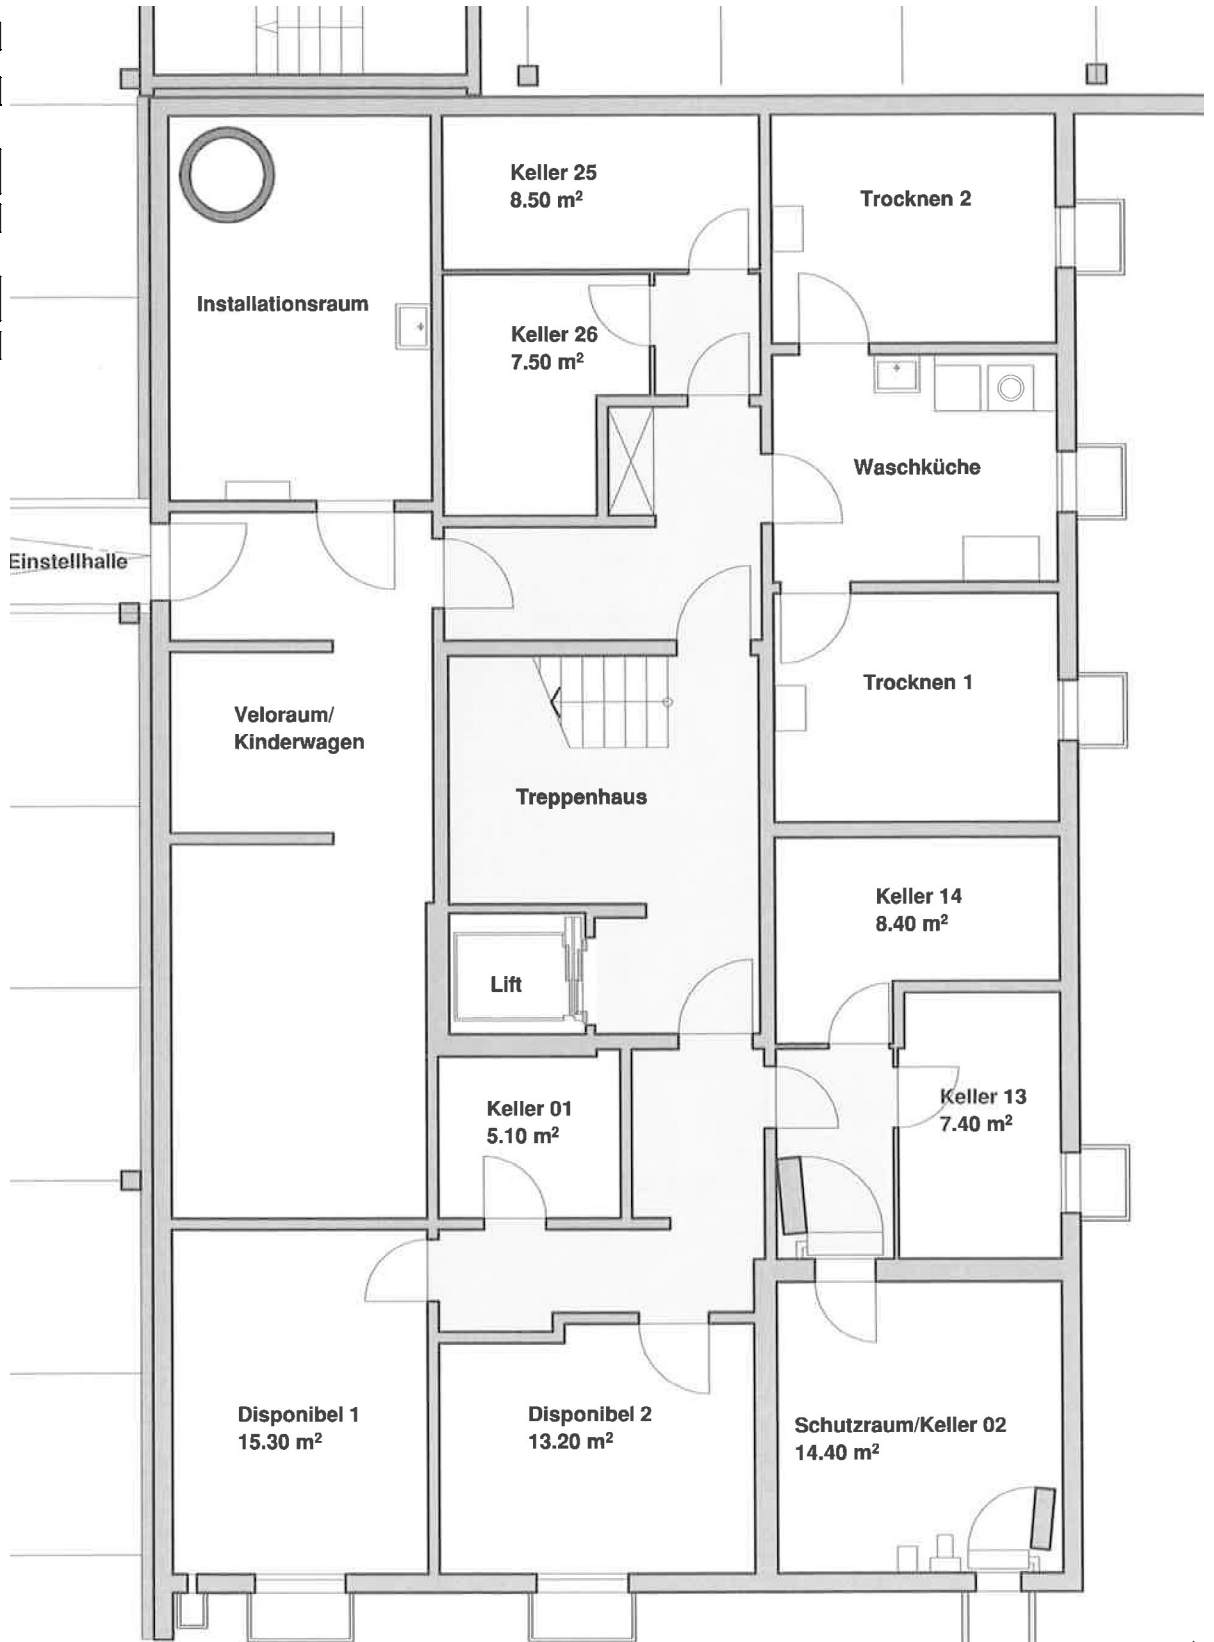 Keller 25
8.50 m²
Trocknen 2
Installationsraum
Keller 26
7.50 m²
Waschküche
Einstellhalle
Trocknen 1
Veloraum/
Kinderwagen
Treppenhaus
Keller 14
8.40 m²
Lift
Keller 01
5.10 m²
Keller 13
7.40 m²
Disponibel 1
15.30 m²
Disponibel 2
13.20 m²
Schutzraum/Keller 02
14.40 m²